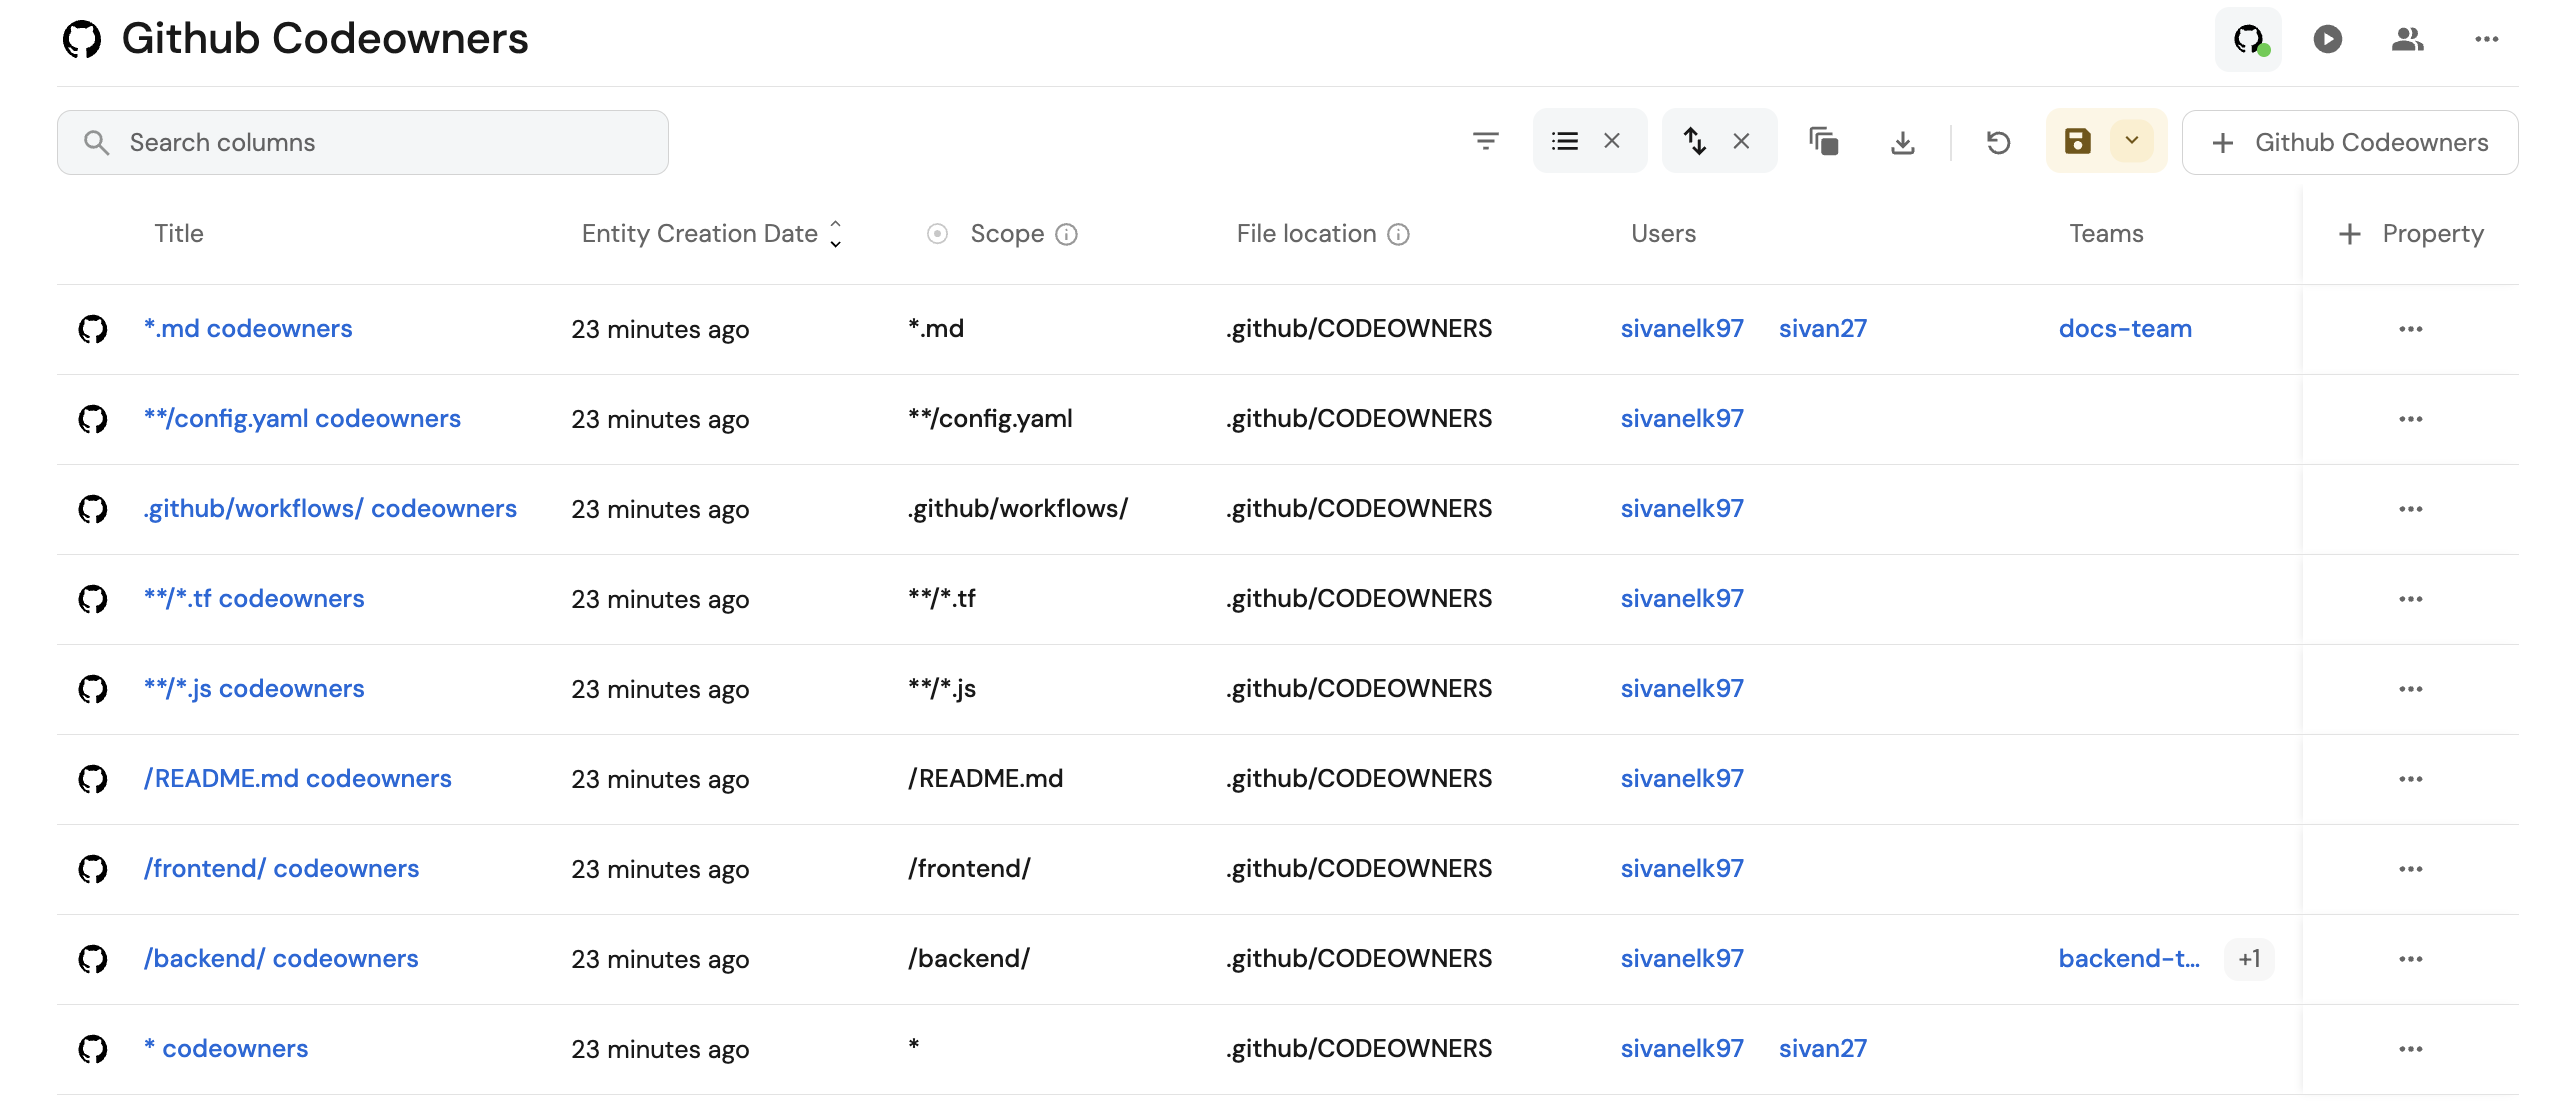 Github Codeowners
Search columns
Github Codeowners
Title Entity Creation Date Scope File location Users Teams Property
*.md codeowners 23 minutes ago *.md .github/CODEOWNERS sivanelk97 sivan27 docs-team
**/config.yaml codeowners 23 minutes ago **/config.yaml .github/CODEOWNERS sivanelk97
.github/workflows/ codeowners 23 minutes ago .github/workflows/ .github/CODEOWNERS sivanelk97
**/*.tf codeowners 23 minutes ago **/*.tf .github/CODEOWNERS sivanelk97
**/*.js codeowners 23 minutes ago **/*.js .github/CODEOWNERS sivanelk97
/README.md codeowners 23 minutes ago /README.md .github/CODEOWNERS sivanelk97
/frontend/ codeowners 23 minutes ago /frontend/ .github/CODEOWNERS sivanelk97
/backend/ codeowners 23 minutes ago /backend/ .github/CODEOWNERS sivanelk97 backend-t... +1
* codeowners 23 minutes ago * .github/CODEOWNERS sivanelk97 sivan27